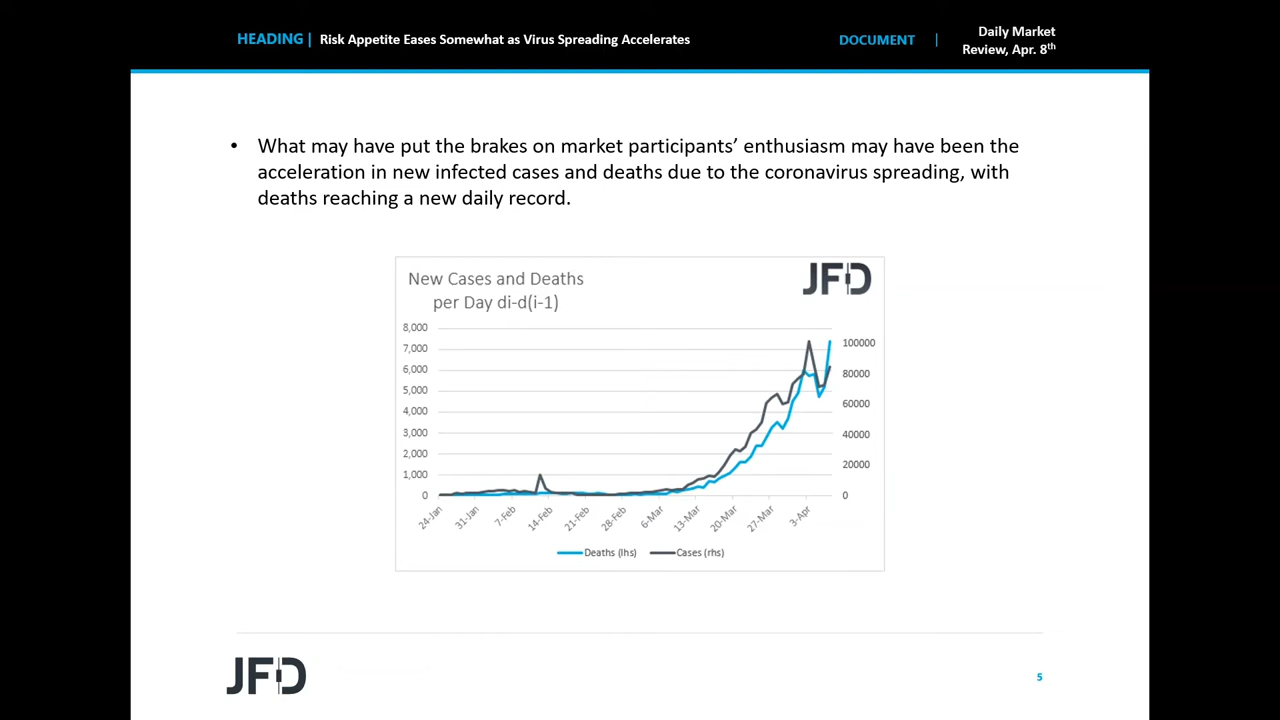 HEADING | Risk Appetite Eases Somewhat as Virus Spreading Accelerates
DOCUMENT |
Daily Market
Review, Apr. 8th
• What may have put the brakes on market participants’ enthusiasm may have been the
acceleration in new infected cases and deaths due to the coronavirus spreading, with
deaths reaching a new daily record.
New Cases and Deaths
per Day di-d(i-1)
JFD
8,000
7,000
6,000
5,000
4,000
3,000
2,000
1,000
0
100000
80000
60000
40000
20000
0
24-Jan
31-Jan
7-Feb
14-Feb
21-Feb
28-Feb
6-Mar
13-Mar
20-Mar
27-Mar
3-Apr
Deaths (lhs)
Cases (rhs)
JFD
5